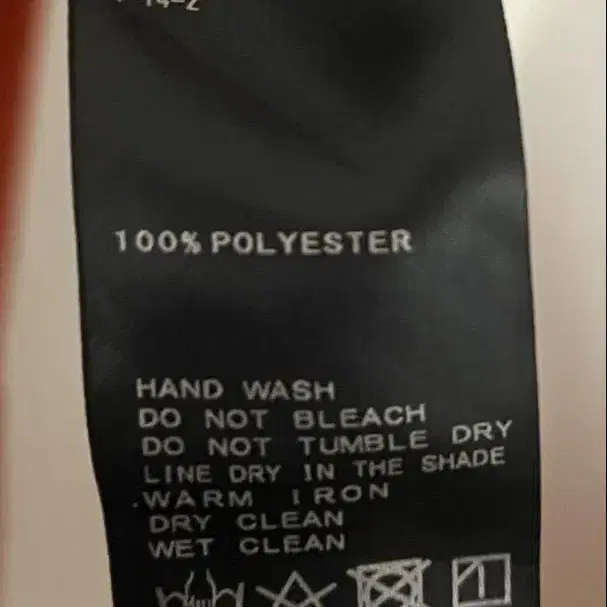 100% POLYESTER
HAND WASH
DO NOT BLEACH
DO NOT TUMBLE DRY
LINE DRY IN THE SHADE
WARM IRON
DRY CLEAN
WET CLEAN